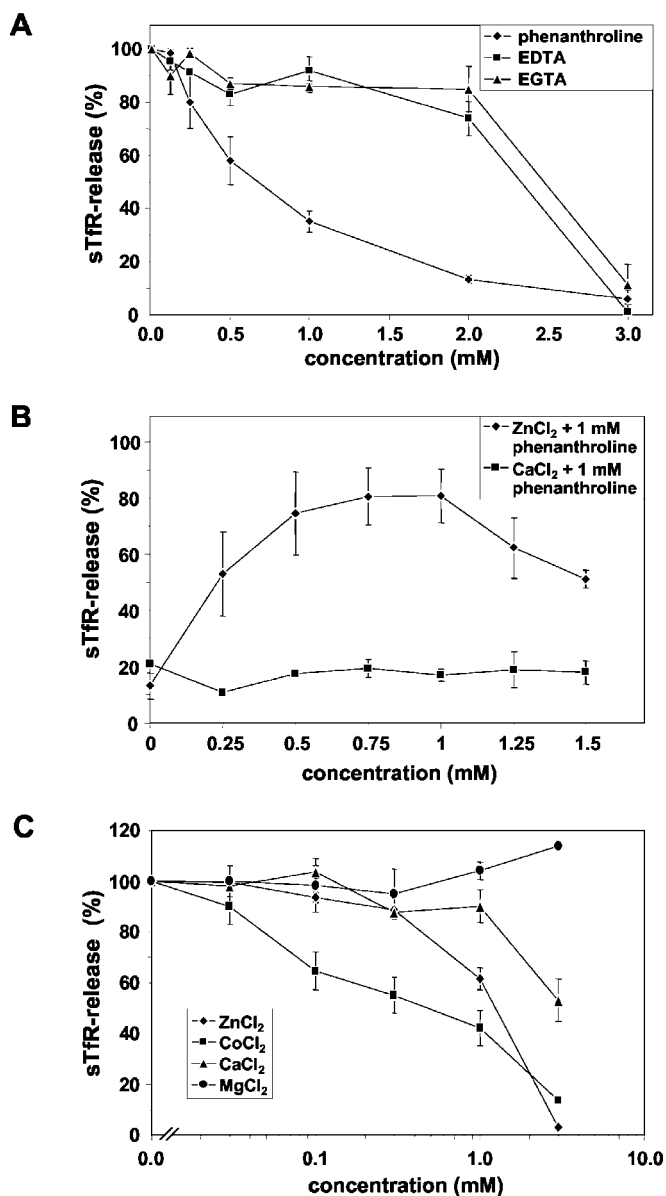 A
100
80
60
40
20
0
sTfR-release (%)
phenanthroline
EDTA
EGTA
0.0 0.5 1.0 1.5 2.0 2.5 3.0
concentration (mM)
B
100
80
60
40
20
0
sTfR-release (%)
ZnCl₂ + 1 mM
phenanthroline
CaCl₂ + 1 mM
phenanthroline
0 0.25 0.5 0.75 1 1.25 1.5
concentration (mM)
C
120
100
80
60
40
20
0
sTfR-release (%)
ZnCl₂
CoCl₂
CaCl₂
MgCl₂
0.0 0.1 1.0 10.0
concentration (mM)